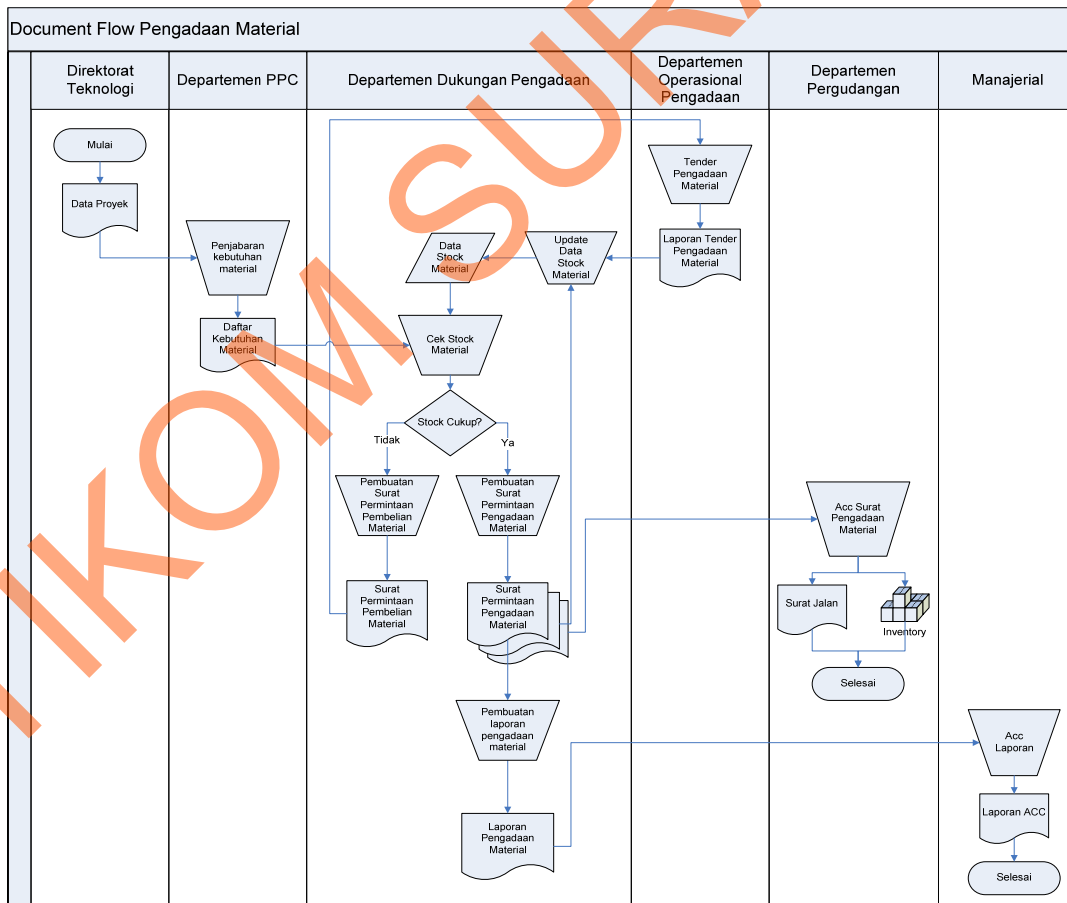 Document Flow Pengadaan Material
Direktorat
Teknologi
Departemen PPC
Departemen Dukungan Pengadaan
Departemen
Operasional
Pengadaan
Departemen
Pergudangan
Manajerial
Mulai
Data Proyek
Penjabaran
kebutuhan
material
Daftar
Kebutuhan
Material
Data
Stock
Material
Update
Data
Stock
Material
Tender
Pengadaan
Material
Laporan Tender
Pengadaan
Material
Cek Stock
Material
Stock Cukup?
Tidak
Ya
Pembuatan
Surat
Permintaan
Pembelian
Material
Pembuatan
Surat
Permintaan
Pengadaan
Material
Surat
Permintaan
Pembelian
Material
Surat
Permintaan
Pengadaan
Material
Acc Surat
Pengadaan
Material
Surat Jalan
Inventory
Selesai
Pembuatan
laporan
pengadaan
material
Laporan
Pengadaan
Material
Acc
Laporan
Laporan ACC
Selesai
IKOM SURA